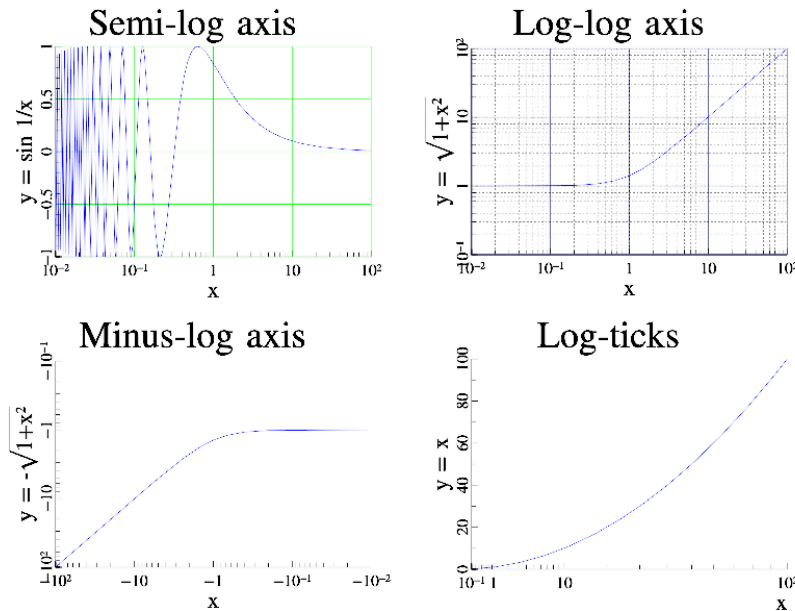 Semi-log axis
y = sin 1/x
1
0.5
0
−0.5
−1
10⁻² 10⁻¹ 1 10 10²
x
Log-log axis
y = √1+x²
10²
10
1
10⁻¹
10⁻² 10⁻¹ 1 10 10²
x
Minus-log axis
y = -√1+x²
−10⁻¹
−1
−10
−10²
−10² −10 −1 −10⁻¹ −10⁻²
x
Log-ticks
y = x
100
80
60
40
20
0
10⁻¹ 1 10 10²
x